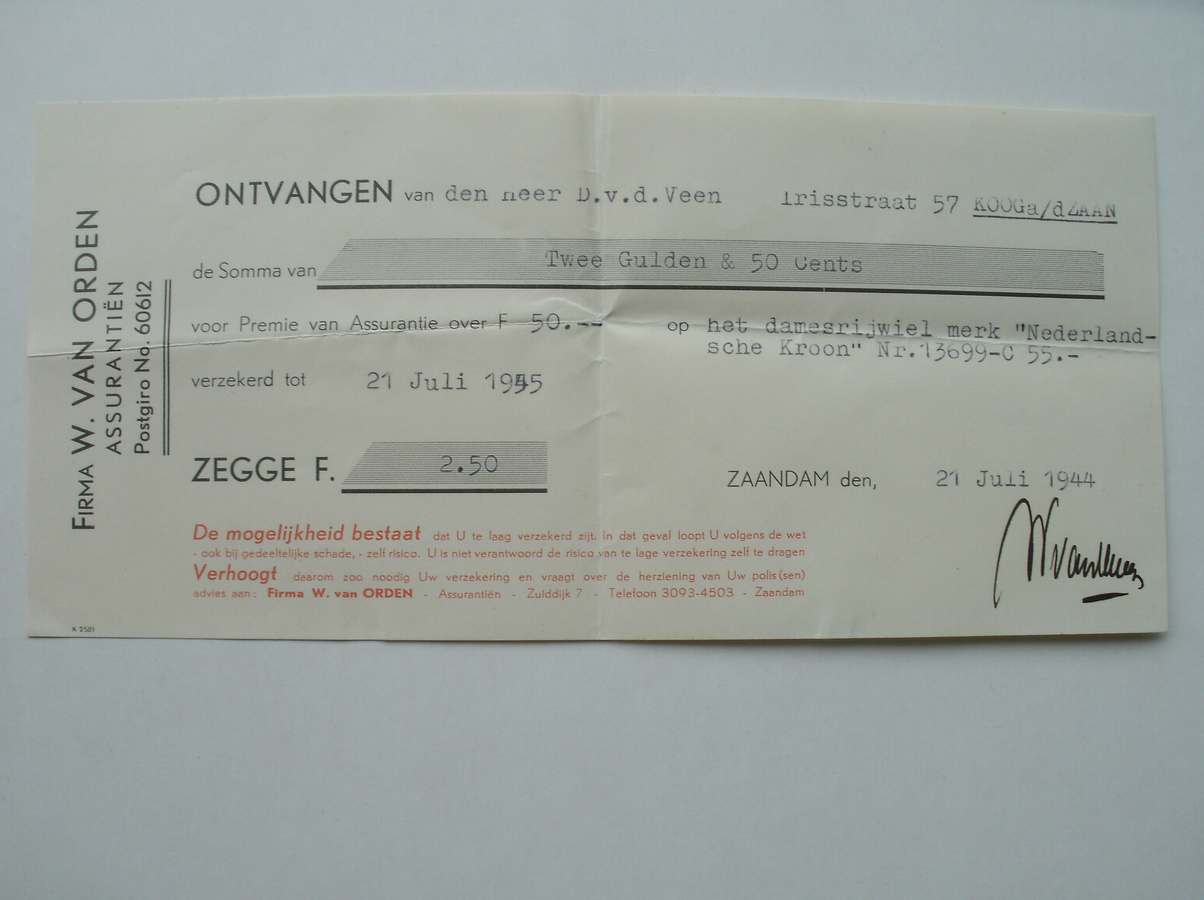 FIRMA W. VAN ORDEN
ASSURANTIËN
Postgiro No. 60612
ONTVANGEN van den heer D.v.d.Veen Irisstraat 57 KOOGa/dZAAN
de Somma van Twee Gulden & 50 Cents
voor Premie van Assurantie over F 50.-- op het damesrijwiel merk "Nederland-
sche Kroon" Nr.13699-C 55.-
verzekerd tot 21 Juli 1945
ZEGGE F. 2.50
ZAANDAM den, 21 Juli 1944
De mogelijkheid bestaat dat U te laag verzekerd zijt. In dat geval loopt U volgens de wet
- ook bij gedeeltelijke schade, - zelf risico. U is niet verantwoord de risico van te lage verzekering zelf te dragen
Verhoogt daarom zoo noodig Uw verzekering en vraagt over de herziening van Uw polis(sen)
advies aan: Firma W. van ORDEN - Assurantiën - Zuiddijk 7 - Telefoon 3093-4503 - Zaandam
W van Orden
K 2581